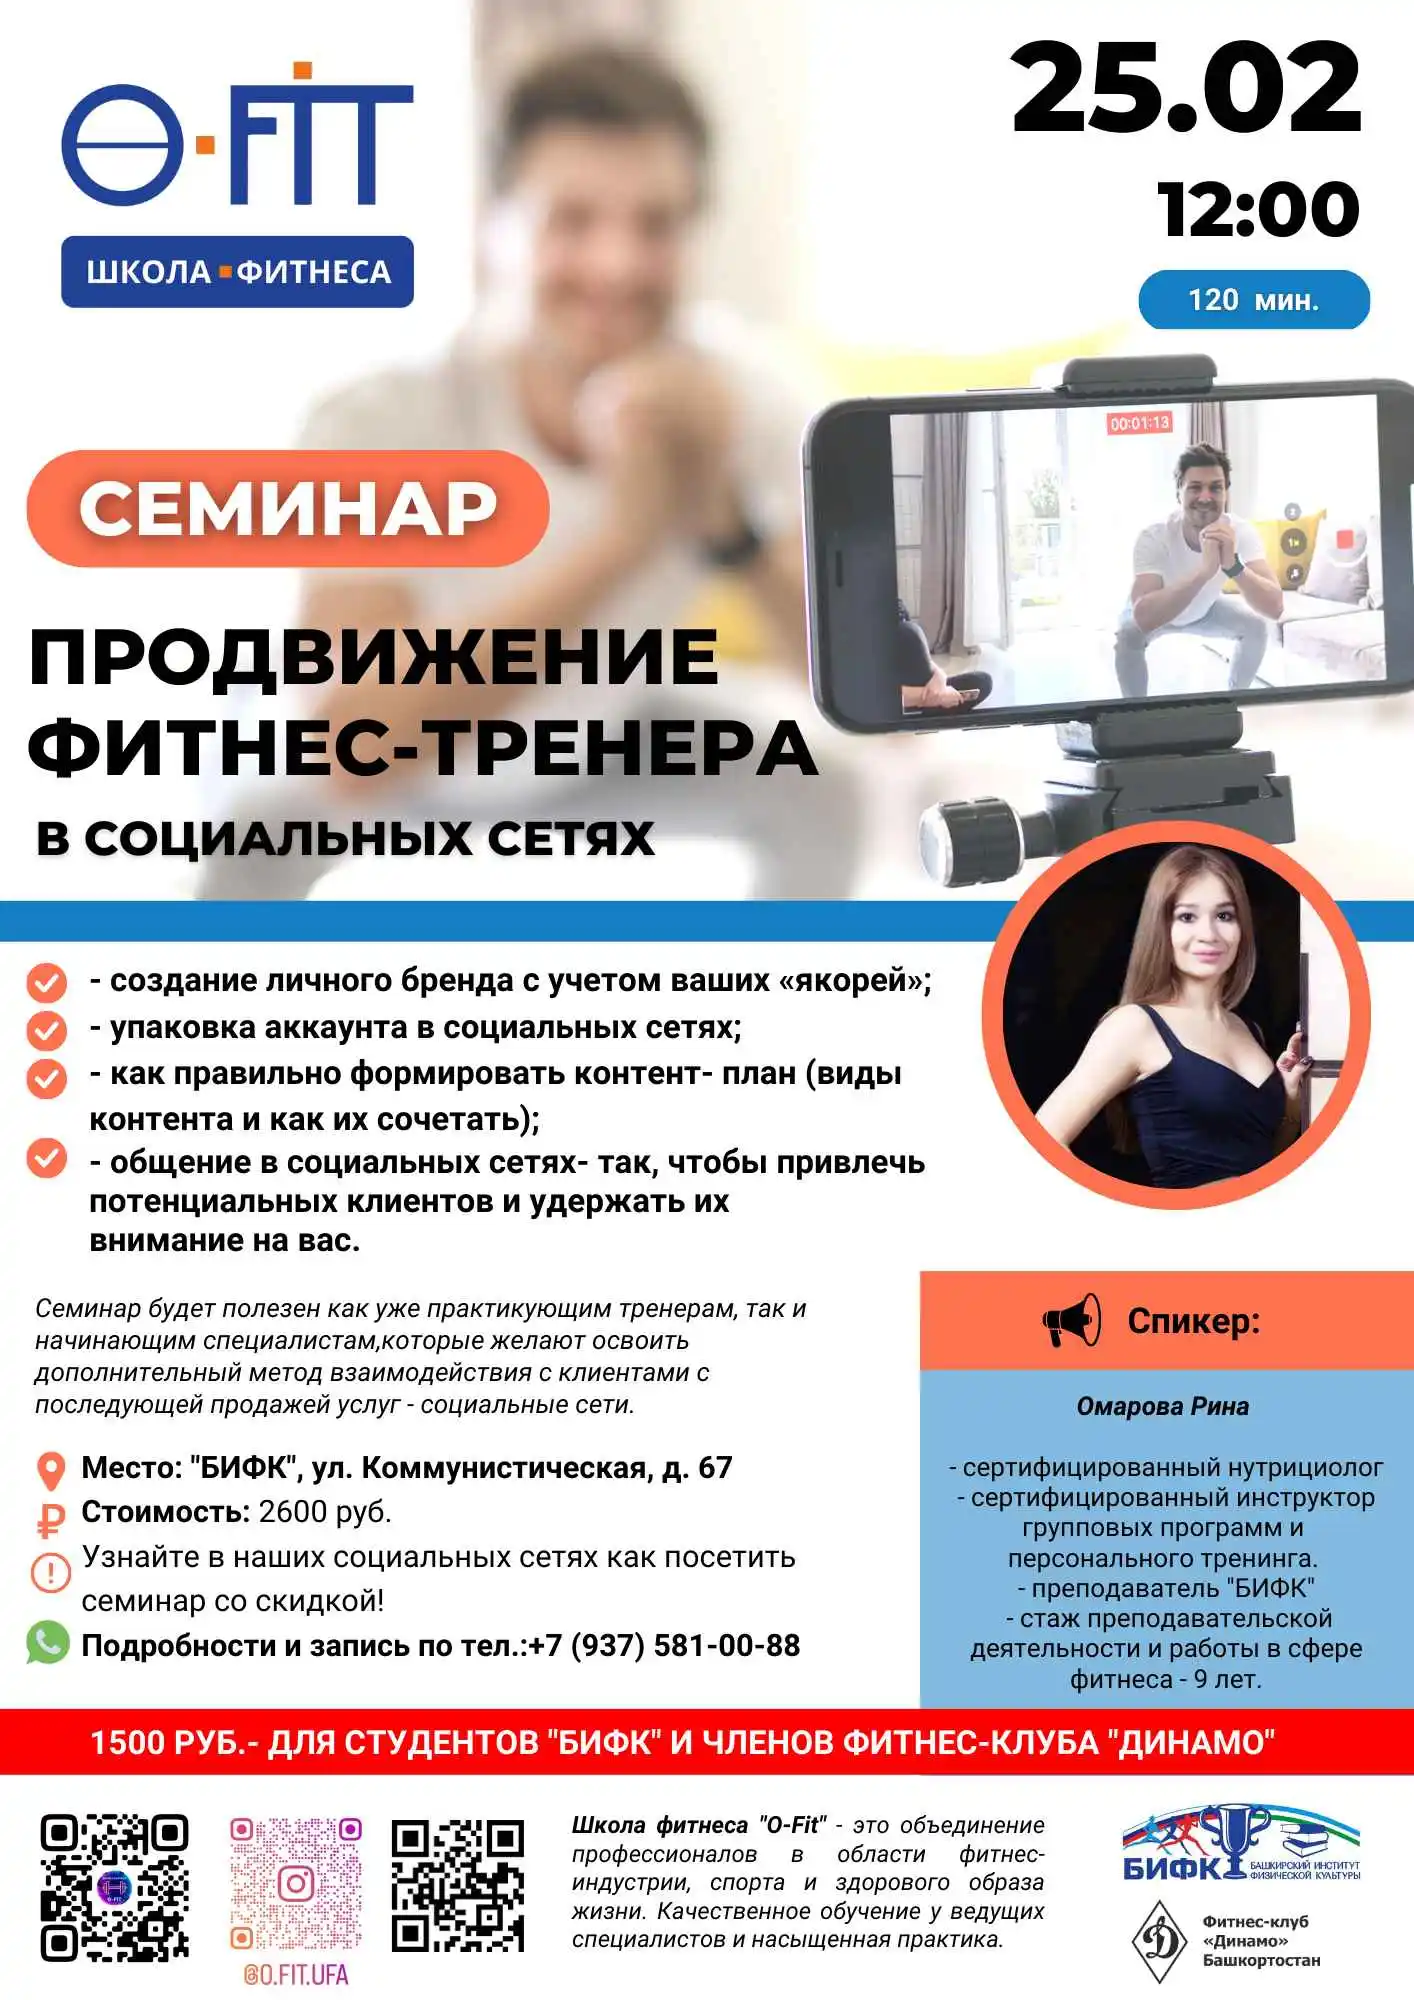 O·FIT
ШКОЛА ФИТНЕСА
25.02
12:00
120 мин.
00:01:13
СЕМИНАР
ПРОДВИЖЕНИЕ
ФИТНЕС-ТРЕНЕРА
В СОЦИАЛЬНЫХ СЕТЯХ
- создание личного бренда с учетом ваших «якорей»;
- упаковка аккаунта в социальных сетях;
- как правильно формировать контент- план (виды
контента и как их сочетать);
- общение в социальных сетях- так, чтобы привлечь
потенциальных клиентов и удержать их
внимание на вас.
Семинар будет полезен как уже практикующим тренерам, так и
начинающим специалистам,которые желают освоить
дополнительный метод взаимодействия с клиентами с
последующей продажей услуг - социальные сети.
Место: "БИФК", ул. Коммунистическая, д. 67
₽ Стоимость: 2600 руб.
! Узнайте в наших социальных сетях как посетить
семинар со скидкой!
Подробности и запись по тел.:+7 (937) 581-00-88
Спикер:
Омарова Рина
- сертифицированный нутрициолог
- сертифицированный инструктор
групповых программ и
персонального тренинга.
- преподаватель "БИФК"
- стаж преподавательской
деятельности и работы в сфере
фитнеса - 9 лет.
1500 РУБ.- ДЛЯ СТУДЕНТОВ "БИФК" И ЧЛЕНОВ ФИТНЕС-КЛУБА "ДИНАМО"
O-FIT
@O.FIT.UFA
Школа фитнеса "O-Fit" - это объединение
профессионалов в области фитнес-
индустрии, спорта и здорового образа
жизни. Качественное обучение у ведущих
специалистов и насыщенная практика.
БИФК
БАШКИРСКИЙ ИНСТИТУТ
ФИЗИЧЕСКОЙ КУЛЬТУРЫ
Д
Фитнес-клуб
«Динамо»
Башкортостан